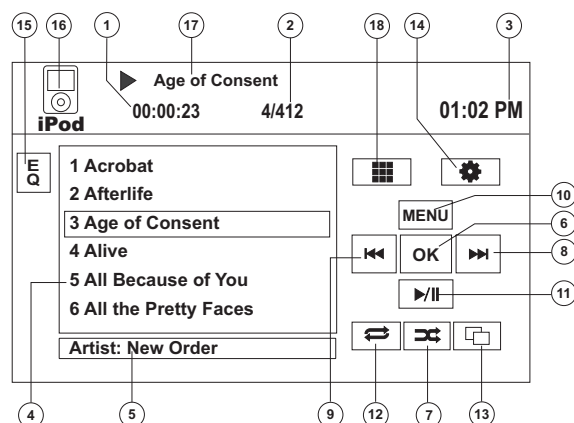 15 16 1 17 2 18 14 3
Age of Consent
00:00:23 4/412 01:02 PM
iPod
EQ
1 Acrobat
2 Afterlife
3 Age of Consent
4 Alive
5 All Because of You
6 All the Pretty Faces
Artist: New Order
MENU
10
OK
6
8
11
4 5 9 12 7 13